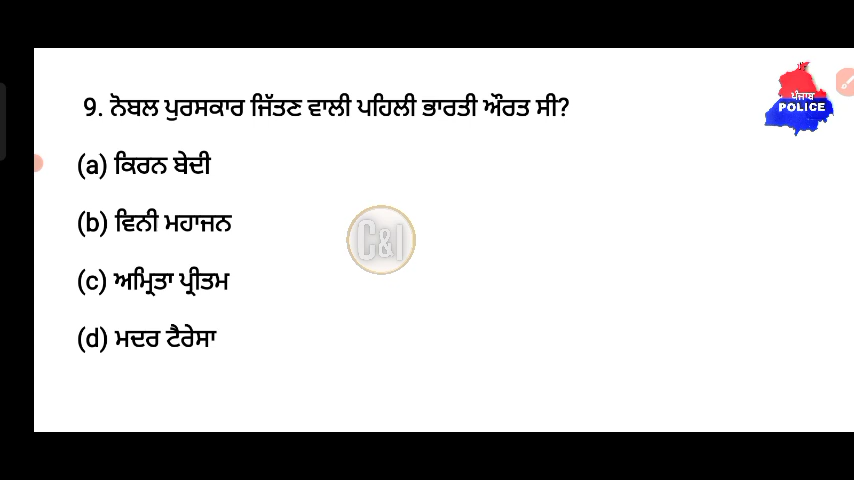 9. ਨੋਬਲ ਪੁਰਸਕਾਰ ਜਿੱਤਣ ਵਾਲੀ ਪਹਿਲੀ ਭਾਰਤੀ ਔਰਤ ਸੀ?
(a) ਕਿਰਨ ਬੇਦੀ
(b) ਵਿਨੀ ਮਹਾਜਨ
(c) ਅਮ੍ਰਿਤਾ ਪ੍ਰੀਤਮ
(d) ਮਦਰ ਟੈਰੇਸਾ
C&I
ਪੰਜਾਬ
POLICE